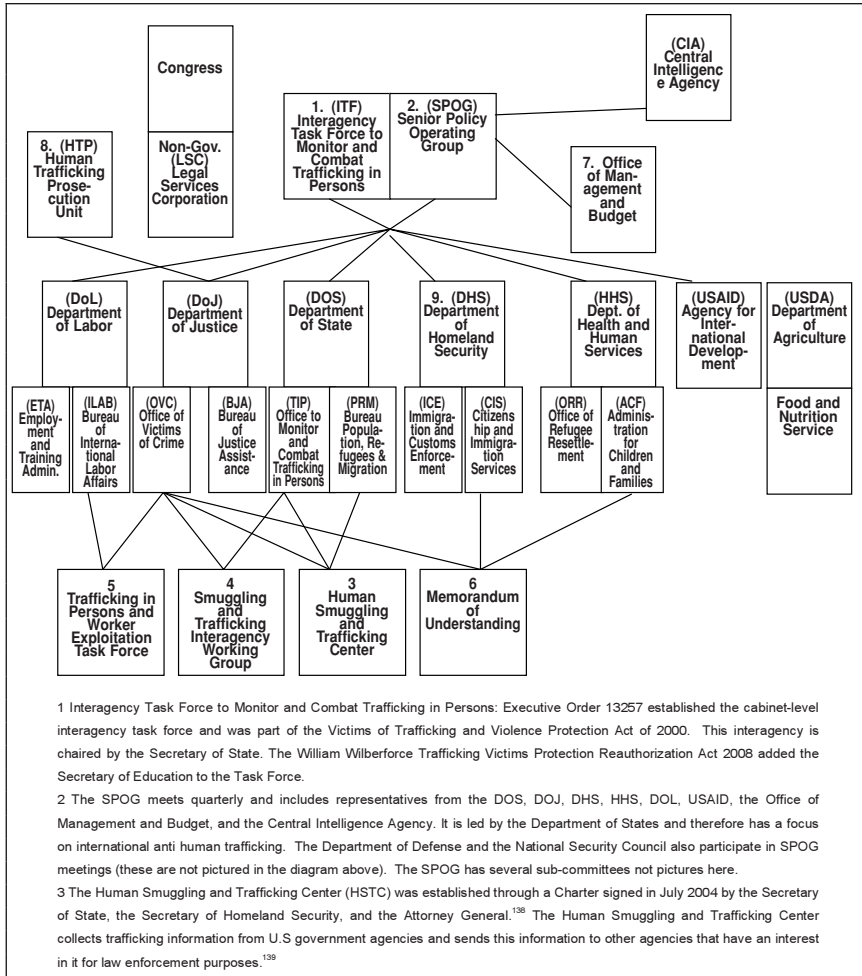 Congress
Non-Gov.
(LSC)
Legal
Services
Corporation
8. (HTP)
Human
Trafficking
Prose-
cution
Unit
1. (ITF)
Interagency
Task Force to
Monitor and
Combat
Trafficking in
Persons
2. (SPOG)
Senior Policy
Operating
Group
(CIA)
Central
Intelligenc
e Agency
7. Office
of Man-
agement
and
Budget
(DoL)
Department
of Labor
(DoJ)
Department
of Justice
(DOS)
Department
of State
9. (DHS)
Department
of
Homeland
Security
(HHS)
Dept. of
Health and
Human
Services
(USAID)
Agency for
Inter-
national
Develop-
ment
(USDA)
Department
of
Agriculture
(ETA)
Employ-
ment
and
Training
Admin.
(ILAB)
Bureau
of
Internat-
ional
Labor
Affairs
(OVC)
Office of
Victims
of Crime
(BJA)
Bureau
of
Justice
Assist-
ance
(TIP)
Office to
Monitor
and
Combat
Trafficking
in Persons
(PRM)
Bureau
Popula-
tion, Re-
fugees &
Migration
(ICE)
Immigra-
tion and
Customs
Enforce-
ment
(CIS)
Citizens
hip and
Immigra-
tion
Services
(ORR)
Office of
Refugee
Resettle-
ment
(ACF)
Adminis-
tration
for
Children
and
Families
Food and
Nutrition
Service
5
Trafficking in
Persons and
Worker
Exploitation
Task Force
4
Smuggling
and
Trafficking
Interagency
Working
Group
3
Human
Smuggling
and
Trafficking
Center
6
Memorandum
of
Understanding
1 Interagency Task Force to Monitor and Combat Trafficking in Persons: Executive Order 13257 established the cabinet-level
interagency task force and was part of the Victims of Trafficking and Violence Protection Act of 2000. This interagency is
chaired by the Secretary of State. The William Wilberforce Trafficking Victims Protection Reauthorization Act 2008 added the
Secretary of Education to the Task Force.
2 The SPOG meets quarterly and includes representatives from the DOS, DOJ, DHS, HHS, DOL, USAID, the Office of
Management and Budget, and the Central Intelligence Agency. It is led by the Department of States and therefore has a focus
on international anti human trafficking. The Department of Defense and the National Security Council also participate in SPOG
meetings (these are not pictured in the diagram above). The SPOG has several sub-committees not pictures here.
3 The Human Smuggling and Trafficking Center (HSTC) was established through a Charter signed in July 2004 by the Secretary
of State, the Secretary of Homeland Security, and the Attorney General.138 The Human Smuggling and Trafficking Center
collects trafficking information from U.S government agencies and sends this information to other agencies that have an interest
in it for law enforcement purposes.139